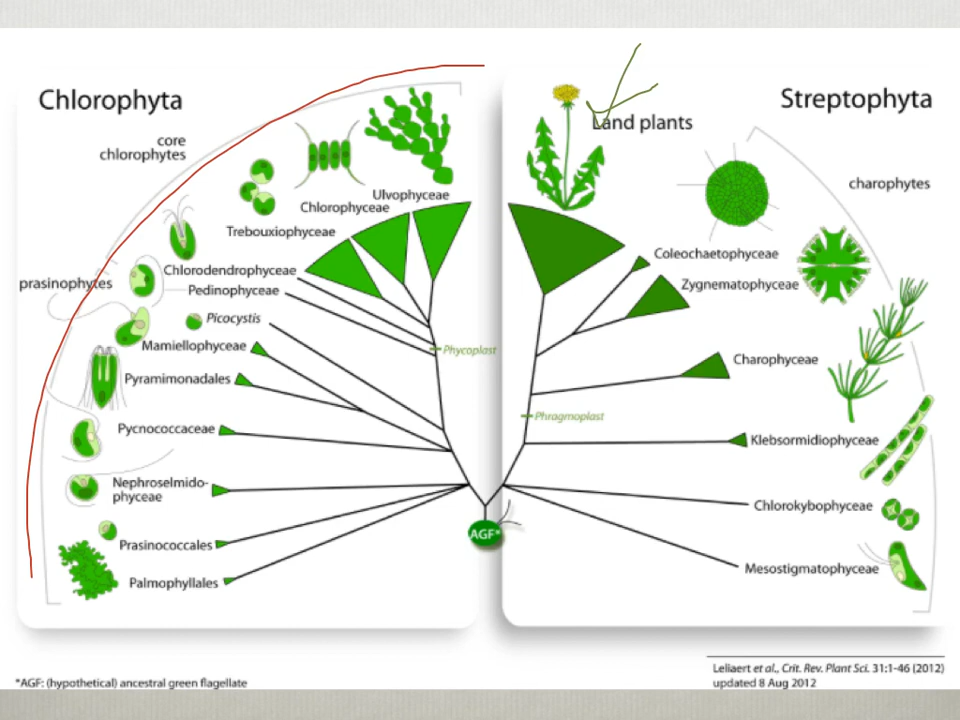 Chlorophyta
core
chlorophytes
Ulvophyceae
Chlorophyceae
Trebouxiophyceae
Chlorodendrophyceae
prasinophytes
Pedinophyceae
Picocystis
Mamiellophyceae
Pyramimonadales
Pycnococcaceae
Nephroselmido-
phyceae
Prasinococcales
Palmophyllales
Phycoplast
AGF*
Streptophyta
Land plants
charophytes
Coleochaetophyceae
Zygnematophyceae
Charophyceae
Phragmoplast
Klebsormidiophyceae
Chlorokybophyceae
Mesostigmatophyceae
*AGF: (hypothetical) ancestral green flagellate
Leliaert et al., Crit. Rev. Plant Sci. 31:1-46 (2012)
updated 8 Aug 2012